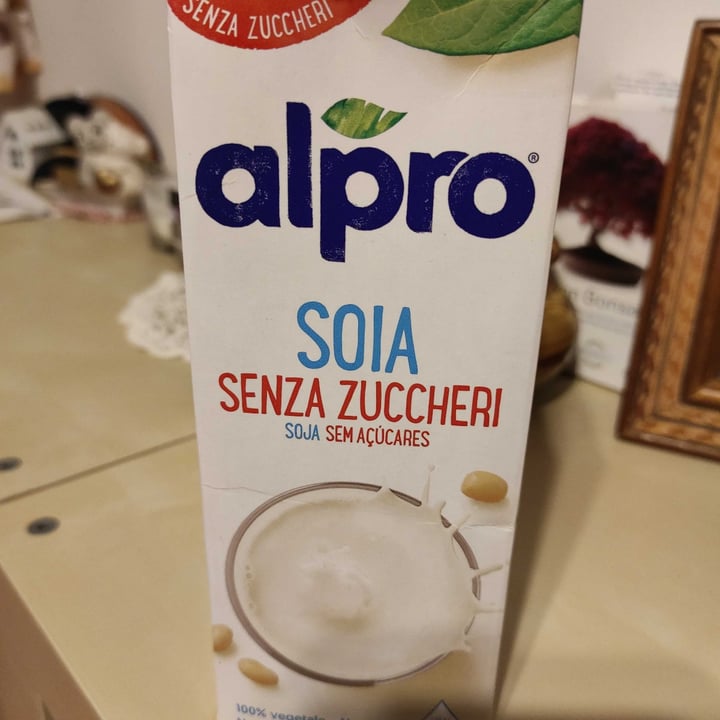 SENZA ZUCCHERI
alpro®
SOIA
SENZA ZUCCHERI
SOJA SEM AÇÚCARES
100% vegetale